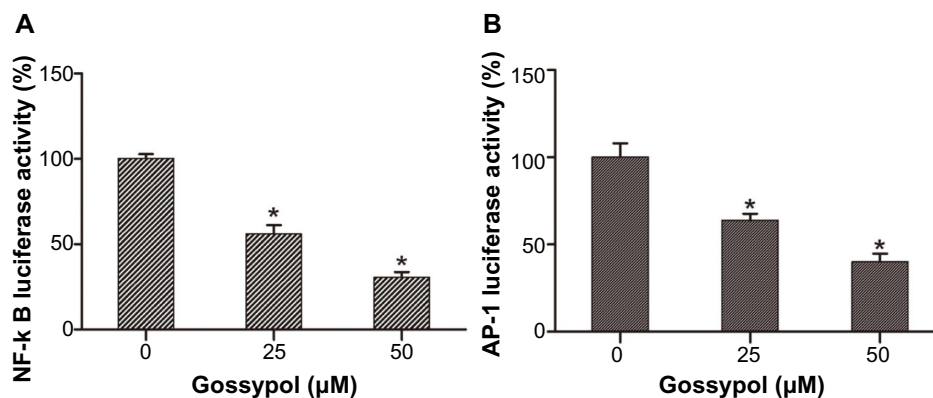 A
NF-k B luciferase activity (%)
150
100
50
0
*
*
0 25 50
Gossypol (μM)
B
AP-1 luciferase activity (%)
150
100
50
0
*
*
0 25 50
Gossypol (μM)